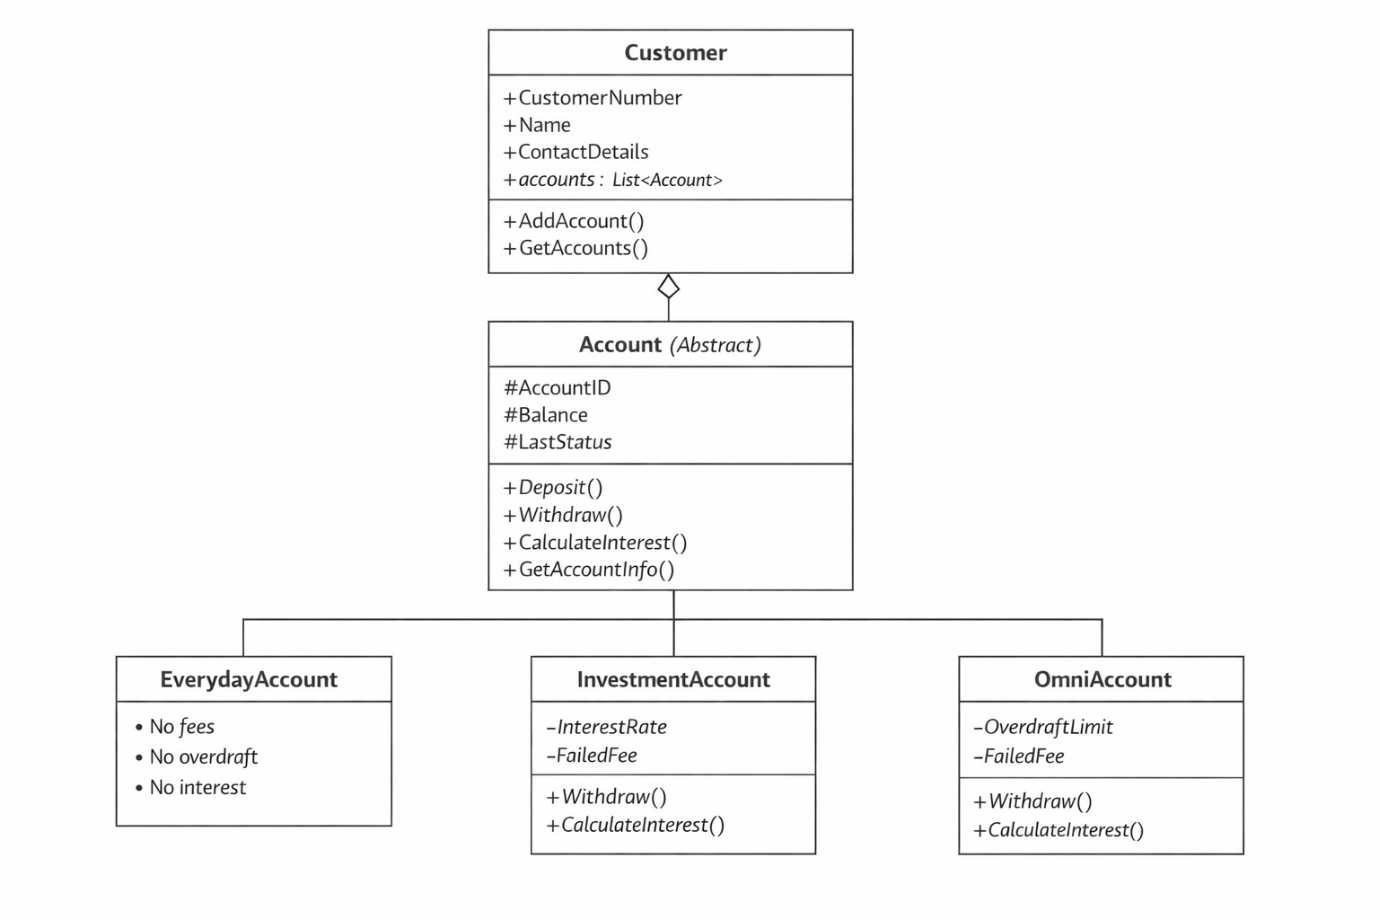 Customer
+CustomerNumber
+Name
+ContactDetails
+accounts: List<Account>
+AddAccount()
+GetAccounts()
Account (Abstract)
#AccountID
#Balance
#LastStatus
+Deposit()
+Withdraw()
+CalculateInterest()
+GetAccountInfo()
EverydayAccount
• No fees
• No overdraft
• No interest
InvestmentAccount
-InterestRate
-FailedFee
+Withdraw()
+CalculateInterest()
OmniAccount
-OverdraftLimit
-FailedFee
+Withdraw()
+CalculateInterest()